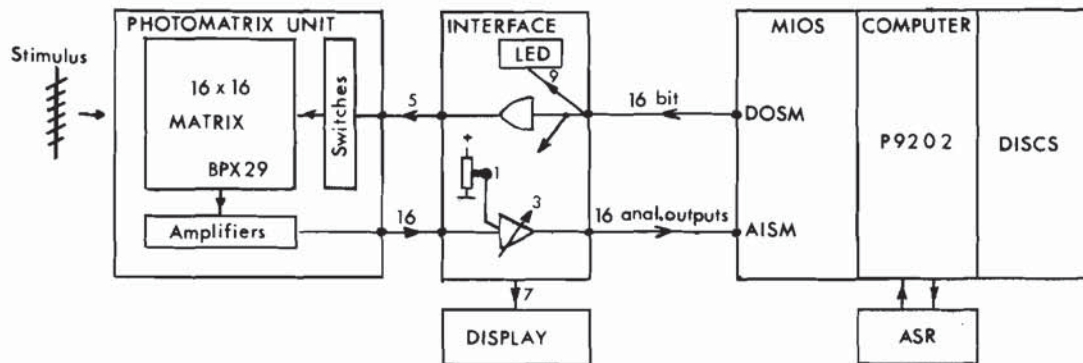 Stimulus
PHOTOMATRIX UNIT
16 x 16
MATRIX
BPX29
Switches
Amplifiers
5
16
INTERFACE
LED
9
+
1
3
7
DISPLAY
16 bit
16 anal. outputs
MIOS
DOSM
AISM
COMPUTER
P9202
DISCS
ASR